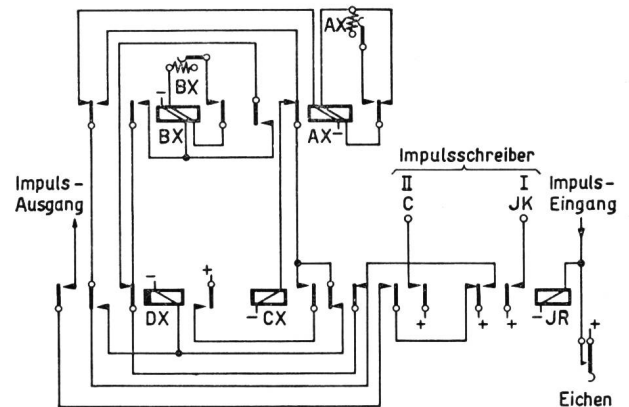 AX
BX
-
BX
AX-
Impulsschreiber
II I
C JK
Impuls-
Ausgang
Impuls-
Eingang
-
DX
+
-CX
+ + +
-JR
+
Eichen